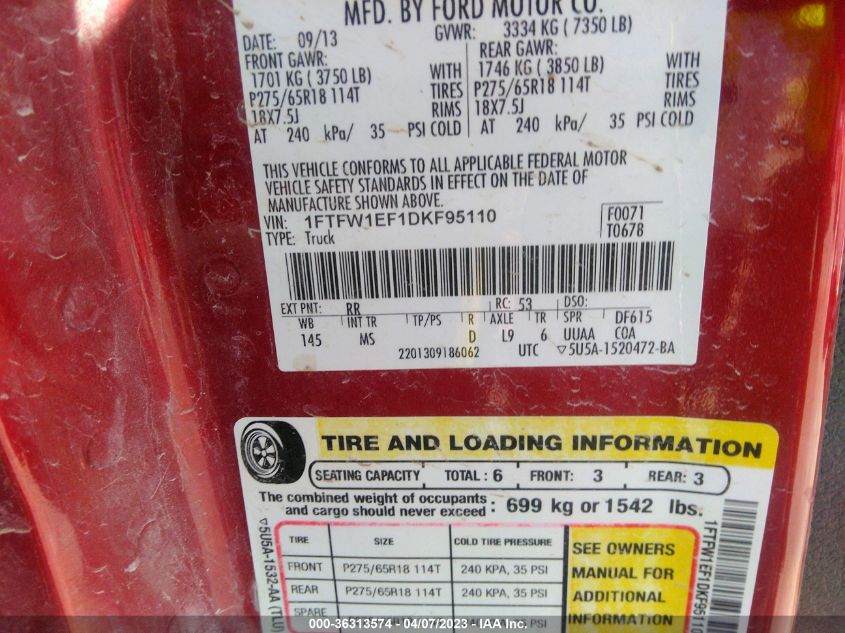 MFD. BY FORD MOTOR CO.
DATE: 09/13 GVWR: 3334 KG ( 7350 LB)
FRONT GAWR: REAR GAWR:
1701 KG ( 3750 LB) WITH 1746 KG ( 3850 LB) WITH
P275/65R18 114T TIRES P275/65R18 114T TIRES
18X7.5J RIMS 18X7.5J RIMS
AT 240 kPa/ 35 PSI COLD AT 240 kPa/ 35 PSI COLD
THIS VEHICLE CONFORMS TO ALL APPLICABLE FEDERAL MOTOR
VEHICLE SAFETY STANDARDS IN EFFECT ON THE DATE OF
MANUFACTURE SHOWN ABOVE.
VIN: 1FTFW1EF1DKF95110 F0071
TYPE: Truck T0678
EXT PNT: RR RC: 53 DSO:
WB INT TR TP/PS R AXLE TR SPR DF615
145 MS D L9 6 UUAA COA
2201309186062 UTC ▽5U5A-1520472-BA
TIRE AND LOADING INFORMATION
SEATING CAPACITY TOTAL : 6 FRONT: 3 REAR: 3
The combined weight of occupants
and cargo should never exceed : 699 kg or 1542 lbs.
TIRE SIZE COLD TIRE PRESSURE
FRONT P275/65R18 114T 240 KPA, 35 PSI
REAR P275/65R18 114T 240 KPA, 35 PSI
SPARE
SEE OWNERS
MANUAL FOR
ADDITIONAL
INFORMATION
▽5U5A-1532-AA (TLU)
1FTFW1EF1DKF95110
000-36313574 - 04/07/2023 - IAA Inc.